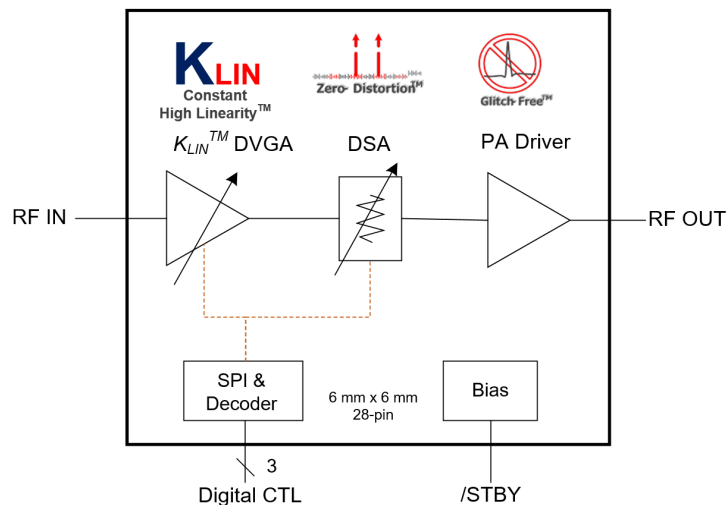 KLIN
Constant
High Linearity™
Zero- Distortion™
Glitch-Free™
KLIN™ DVGA
DSA
PA Driver
RF IN
RF OUT
SPI &
Decoder
6 mm x 6 mm
28-pin
Bias
3
Digital CTL
/STBY